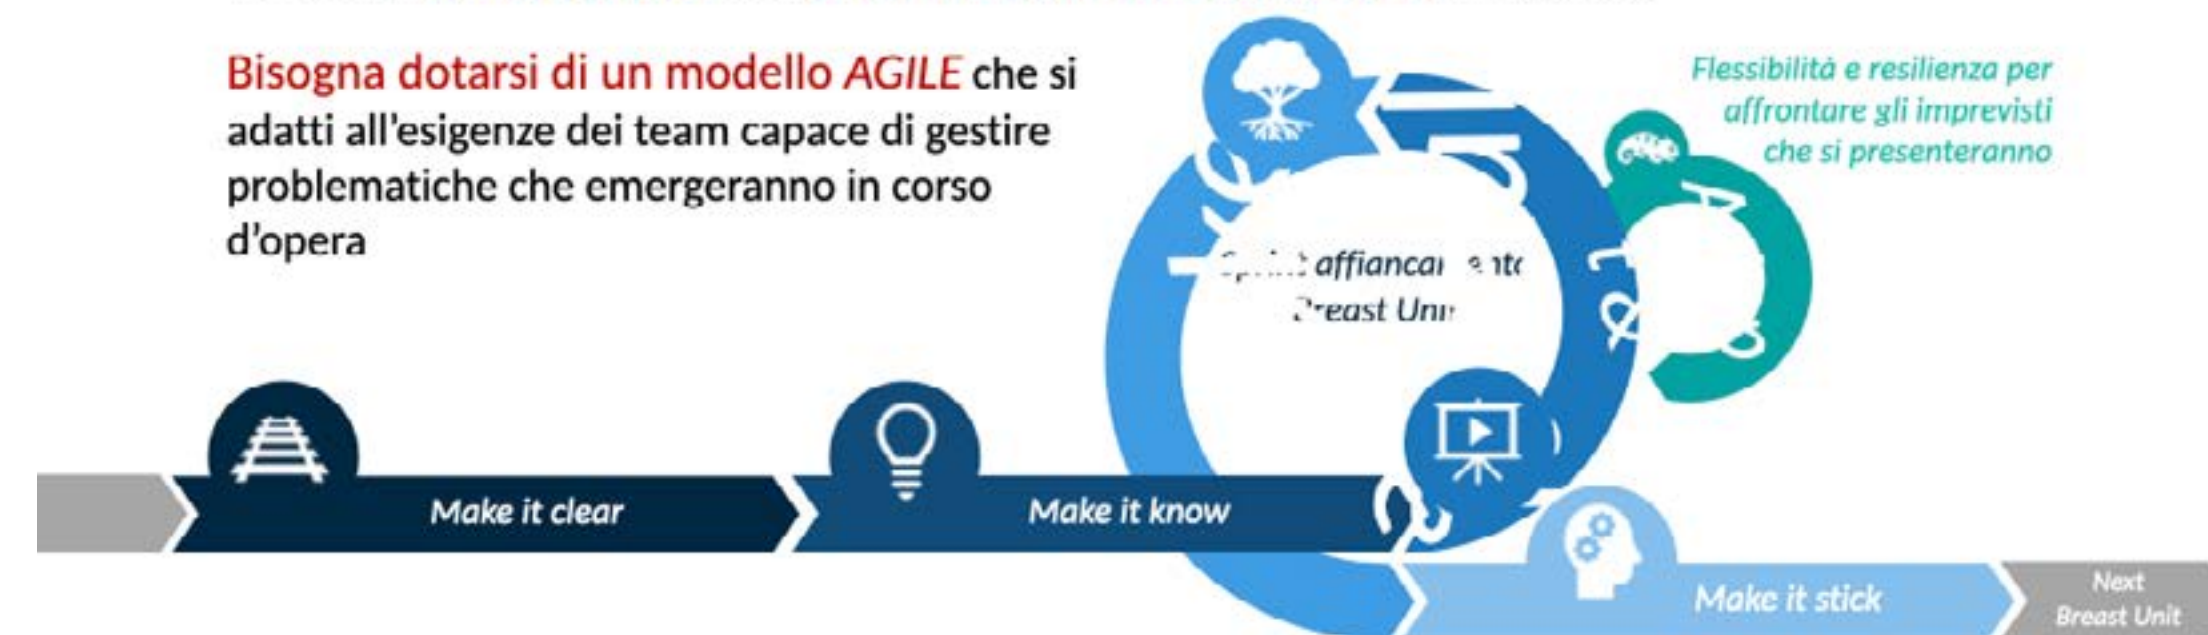 Bisogna dotarsi di un modello AGILE che si
adatti all'esigenze dei team capace di gestire
problematiche che emergeranno in corso
d'opera
Flessibilità e resilienza per
affrontare gli imprevisti
che si presenteranno
Make it clear
Make it know
Make it stick
Next
Breast Unit